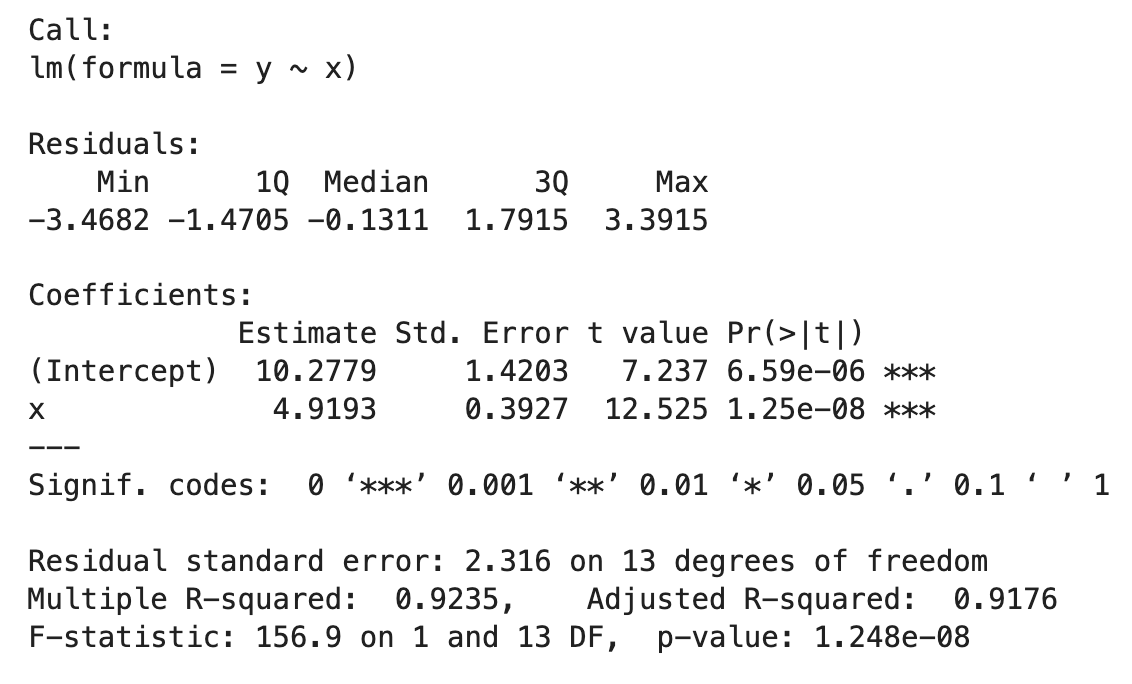 Call:
lm(formula = y ~ x)
Residuals:
    Min      1Q  Median      3Q     Max
−3.4682 −1.4705 −0.1311  1.7915  3.3915
Coefficients:
            Estimate Std. Error t value Pr(>|t|)
(Intercept)  10.2779     1.4203   7.237 6.59e−06 ***
x             4.9193     0.3927  12.525 1.25e−08 ***
−−−
Signif. codes:  0 ‘***’ 0.001 ‘**’ 0.01 ‘*’ 0.05 ‘.’ 0.1 ‘ ’ 1
Residual standard error: 2.316 on 13 degrees of freedom
Multiple R−squared:  0.9235,    Adjusted R−squared:  0.9176
F−statistic: 156.9 on 1 and 13 DF,  p−value: 1.248e−08